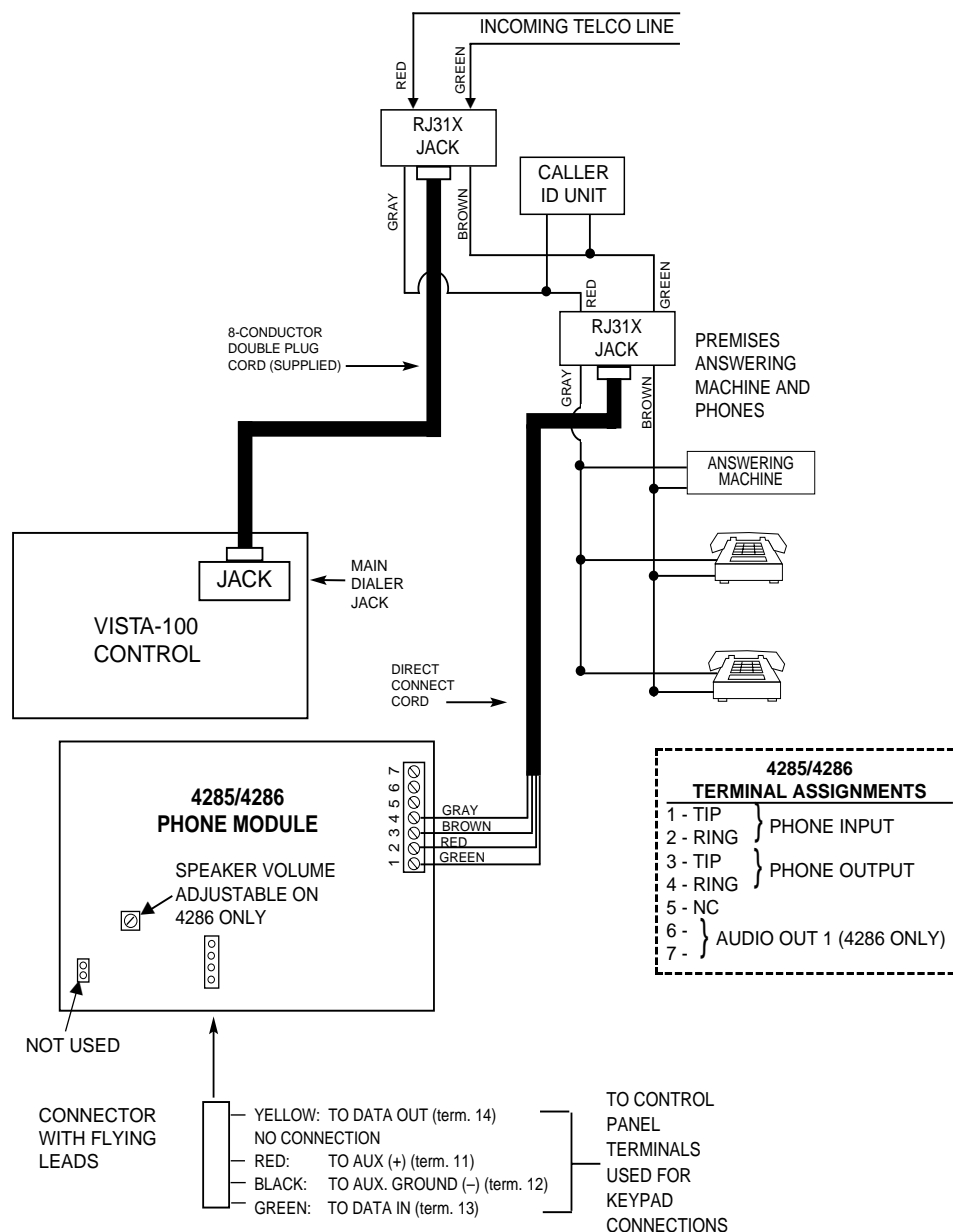 INCOMING TELCO LINE
RED
GREEN
RJ31X
JACK
GRAY
BROWN
CALLER
ID UNIT
RED
GREEN
8-CONDUCTOR
DOUBLE PLUG
CORD (SUPPLIED)
RJ31X
JACK
PREMISES
ANSWERING
MACHINE AND
PHONES
GRAY
BROWN
ANSWERING
MACHINE
JACK
MAIN
DIALER
JACK
VISTA-100
CONTROL
DIRECT
CONNECT
CORD
4285/4286
PHONE MODULE
7
6
5
4
3
2
1
GRAY
BROWN
RED
GREEN
SPEAKER VOLUME
ADJUSTABLE ON
4286 ONLY
NOT USED
4285/4286
TERMINAL ASSIGNMENTS
1 - TIP
2 - RING
} PHONE INPUT
3 - TIP
4 - RING
} PHONE OUTPUT
5 - NC
6 -
7 -
} AUDIO OUT 1 (4286 ONLY)
CONNECTOR
WITH FLYING
LEADS
YELLOW: TO DATA OUT (term. 14)
NO CONNECTION
RED: TO AUX (+) (term. 11)
BLACK: TO AUX. GROUND (–) (term. 12)
GREEN: TO DATA IN (term. 13)
TO CONTROL
PANEL
TERMINALS
USED FOR
KEYPAD
CONNECTIONS